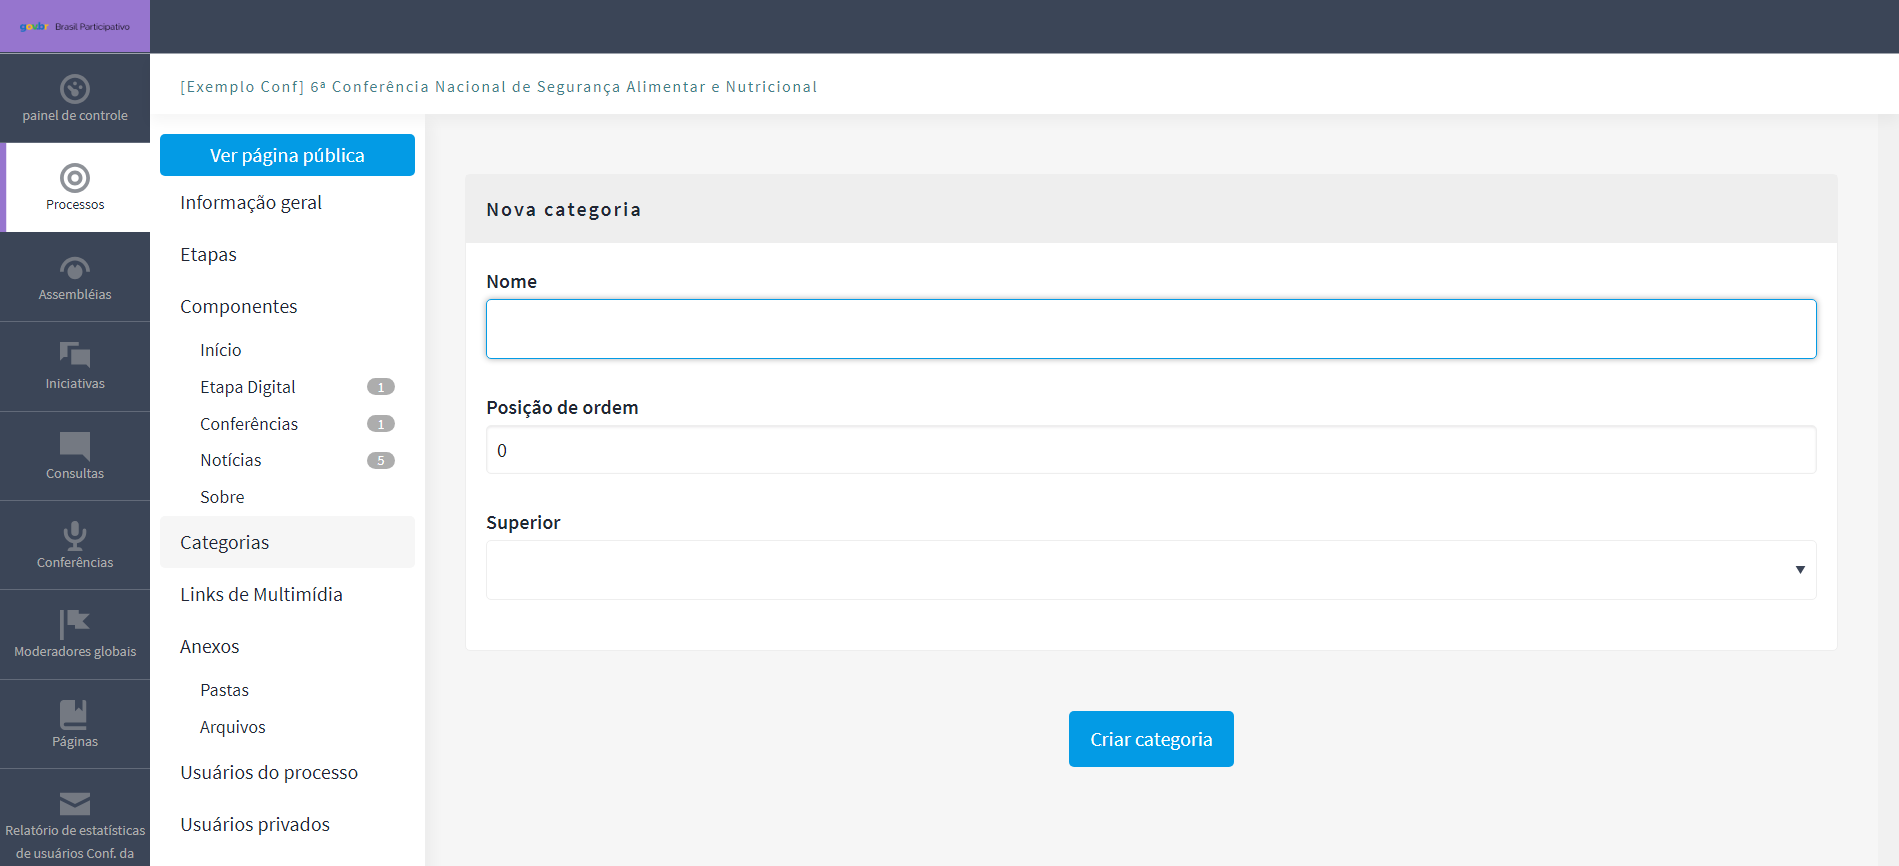 gov.br Brasil Participativo
painel de controle
Processos
Assembléias
Iniciativas
Consultas
Conferências
Moderadores globais
Páginas
Relatório de estatísticas
de usuários Conf. da
[Exemplo Conf] 6ª Conferência Nacional de Segurança Alimentar e Nutricional
Ver página pública
Informação geral
Etapas
Componentes
Início
Etapa Digital 1
Conferências 1
Notícias 5
Sobre
Categorias
Links de Multimídia
Anexos
Pastas
Arquivos
Usuários do processo
Usuários privados
Nova categoria
Nome
Posição de ordem
0
Superior
Criar categoria